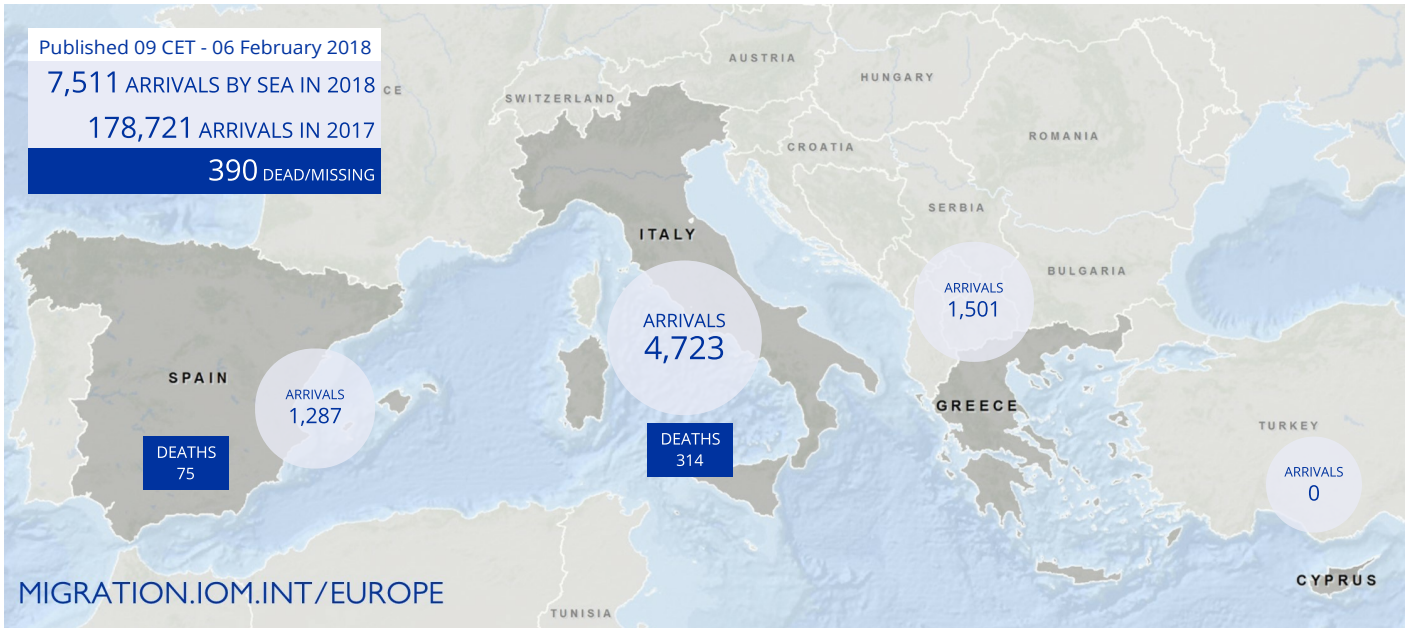 Published 09 CET - 06 February 2018
7,511 ARRIVALS BY SEA IN 2018
178,721 ARRIVALS IN 2017
390 DEAD/MISSING
CE
AUSTRIA
HUNGARY
SWITZERLAND
ROMANIA
CROATIA
SERBIA
ITALY
BULGARIA
ARRIVALS
1,501
ARRIVALS
4,723
SPAIN
ARRIVALS
1,287
GREECE
TURKEY
DEATHS
75
DEATHS
314
ARRIVALS
0
CYPRUS
MIGRATION.IOM.INT/EUROPE
TUNISIA